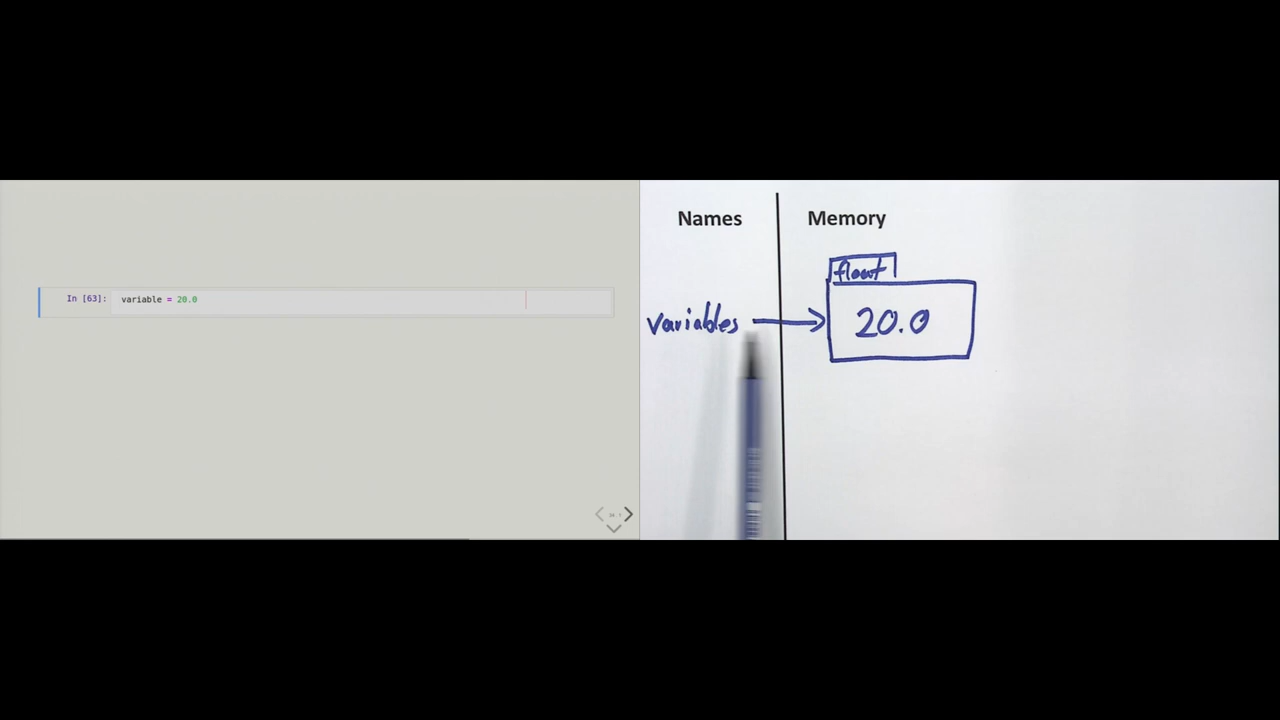 In [63]: variable = 20.0
Names Memory
float
variables 20.0